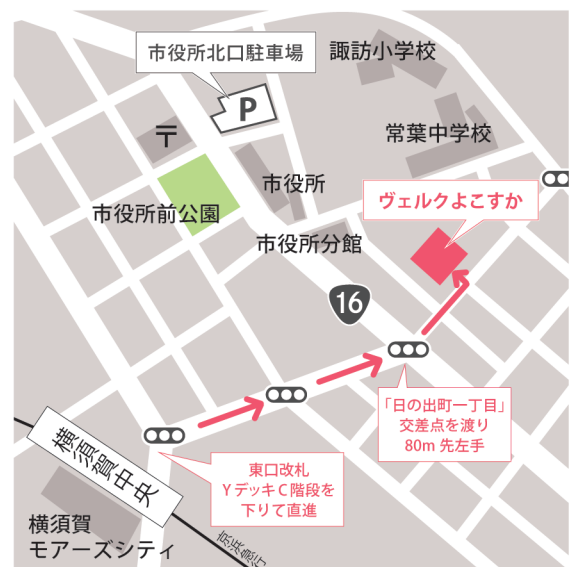 市役所北口駐車場
諏訪小学校
P
〒
常葉中学校
市役所
ヴェルクよこすか
市役所前公園
市役所分館
16
「日の出町一丁目」
交差点を渡り
80m 先左手
横須賀中央
東口改札
YデッキC階段を
下りて直進
横須賀
モアーズシティ
京浜急行